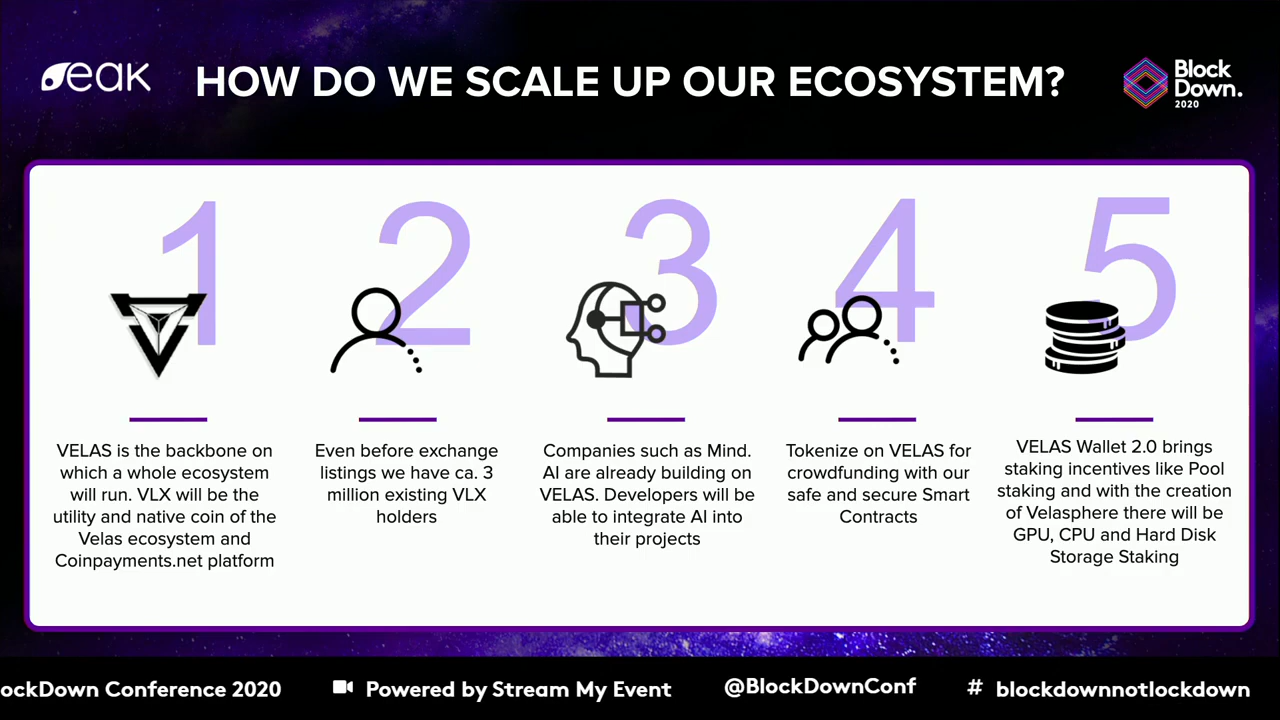 eak
HOW DO WE SCALE UP OUR ECOSYSTEM?
Block
Down.
2020
1
2
3
4
5
VELAS is the backbone on
which a whole ecosystem
will run. VLX will be the
utility and native coin of the
Velas ecosystem and
Coinpayments.net platform
Even before exchange
listings we have ca. 3
million existing VLX
holders
Companies such as Mind.
AI are already building on
VELAS. Developers will be
able to integrate AI into
their projects
Tokenize on VELAS for
crowdfunding with our
safe and secure Smart
Contracts
VELAS Wallet 2.0 brings
staking incentives like Pool
staking and with the creation
of Velasphere there will be
GPU, CPU and Hard Disk
Storage Staking
ockDown Conference 2020
Powered by Stream My Event
@BlockDownConf
# blockdownnotlockdown